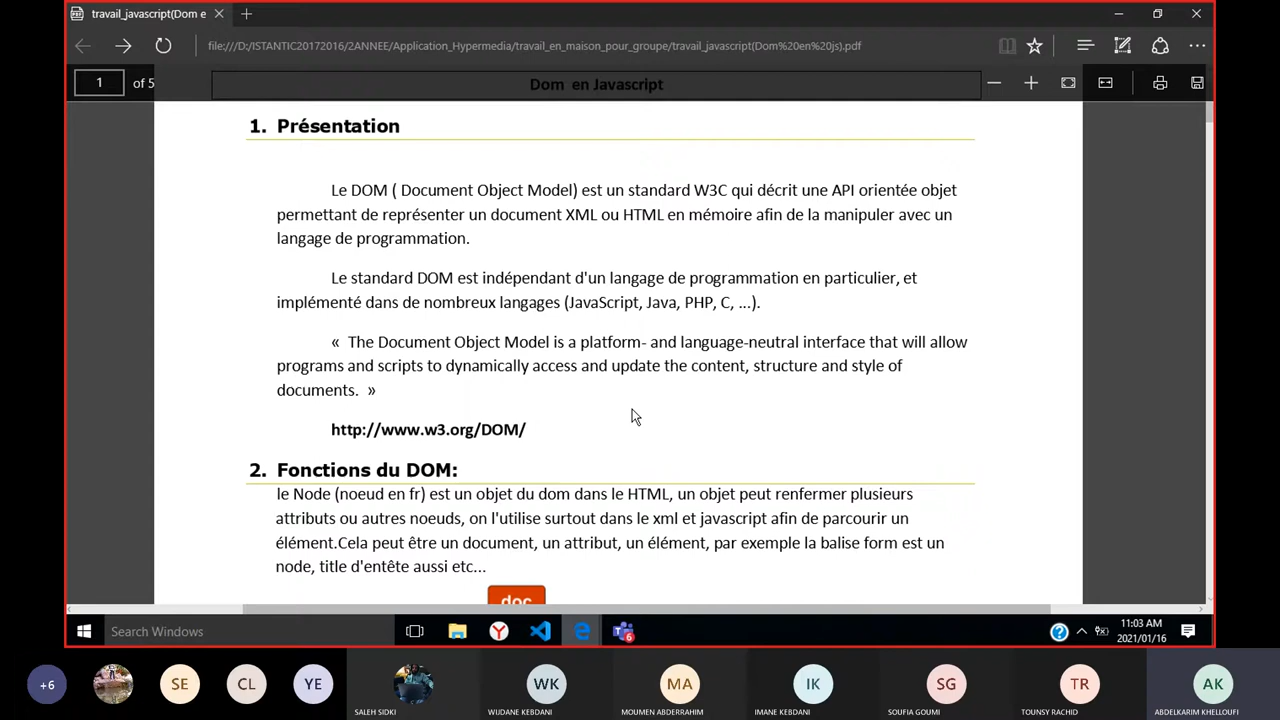 travail_javascript(Dom e
file:///D:/ISTANTIC20172016/2ANNEE/Application_Hypermedia/travail_en_maison_pour_groupe/travail_javascript(Dom%20en%20js).pdf
1 of 5
Dom en Javascript
1. Présentation
Le DOM ( Document Object Model) est un standard W3C qui décrit une API orientée objet
permettant de représenter un document XML ou HTML en mémoire afin de la manipuler avec un
langage de programmation.
Le standard DOM est indépendant d'un langage de programmation en particulier, et
implémenté dans de nombreux langages (JavaScript, Java, PHP, C, ...).
« The Document Object Model is a platform- and language-neutral interface that will allow
programs and scripts to dynamically access and update the content, structure and style of
documents. »
http://www.w3.org/DOM/
2. Fonctions du DOM:
le Node (noeud en fr) est un objet du dom dans le HTML, un objet peut renfermer plusieurs
attributs ou autres noeuds, on l'utilise surtout dans le xml et javascript afin de parcourir un
élément.Cela peut être un document, un attribut, un élément, par exemple la balise form est un
node, title d'entête aussi etc...
doc
Search Windows
6
11:03 AM
2021/01/16
+6
SE
CL
YE
WK
MA
IK
SG
TR
AK
SALEH SIDKI
WIJDANE KEBDANI
MOUMEN ABDERRAHIM
IMANE KEBDANI
SOUFIA GOUMI
TOUNSY RACHID
ABDELKARIM KHELLOUFI